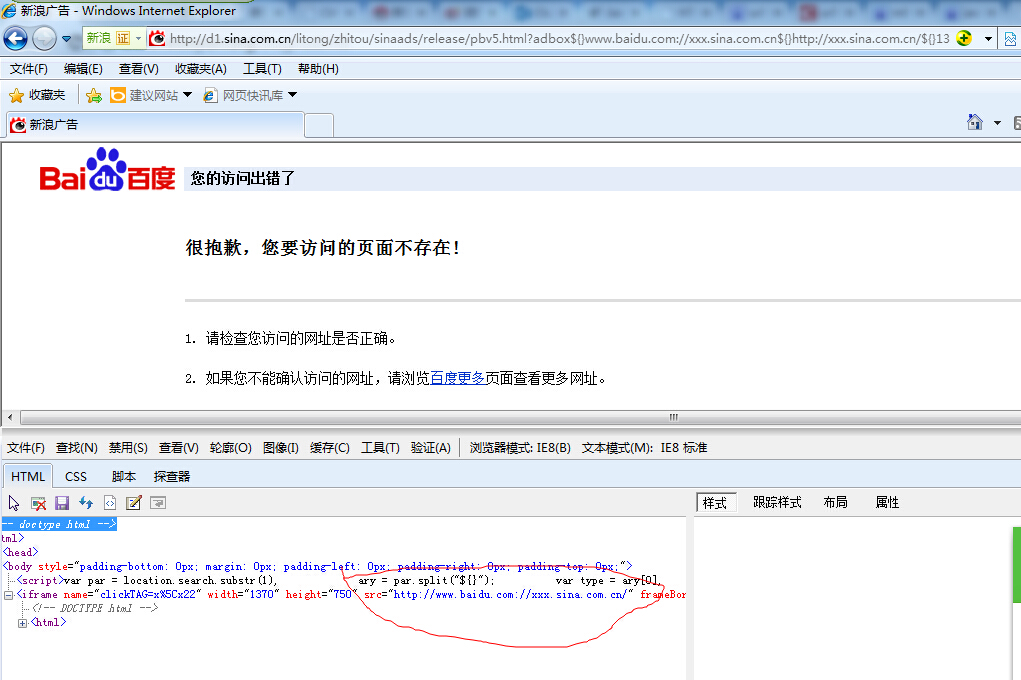 新浪广告 - Windows Internet Explorer
新浪 证 http://d1.sina.com.cn/litong/zhitou/sinaads/release/pbv5.html?adbox${}www.baidu.com://xxx.sina.com.cn${}http://xxx.sina.com.cn/${}13
文件(F) 编辑(E) 查看(V) 收藏夹(A) 工具(T) 帮助(H)
收藏夹 建议网站 网页快讯库
新浪广告
Bai du 百度 您的访问出错了
很抱歉，您要访问的页面不存在！
1. 请检查您访问的网址是否正确。
2. 如果您不能确认访问的网址，请浏览百度更多页面查看更多网址。
文件(F) 查找(N) 禁用(S) 查看(V) 轮廓(O) 图像(I) 缓存(C) 工具(T) 验证(A) 浏览器模式: IE8(B) 文本模式(M): IE8 标准
HTML CSS 脚本 探查器
样式 跟踪样式 布局 属性
-- doctype html -->
tml>
<head>
<body style="padding-bottom: 0px; margin: 0px; padding-left: 0px; padding-right: 0px; padding-top: 0px;">
<script>var par = location.search.substr(1), ary = par.split("${}"); var type = ary[0],
<iframe name="clickTAG=x%5Cx22" width="1370" height="750" src="http://www.baidu.com://xxx.sina.com.cn/" frameBor
<!-- DOCTYPE html -->
<html>